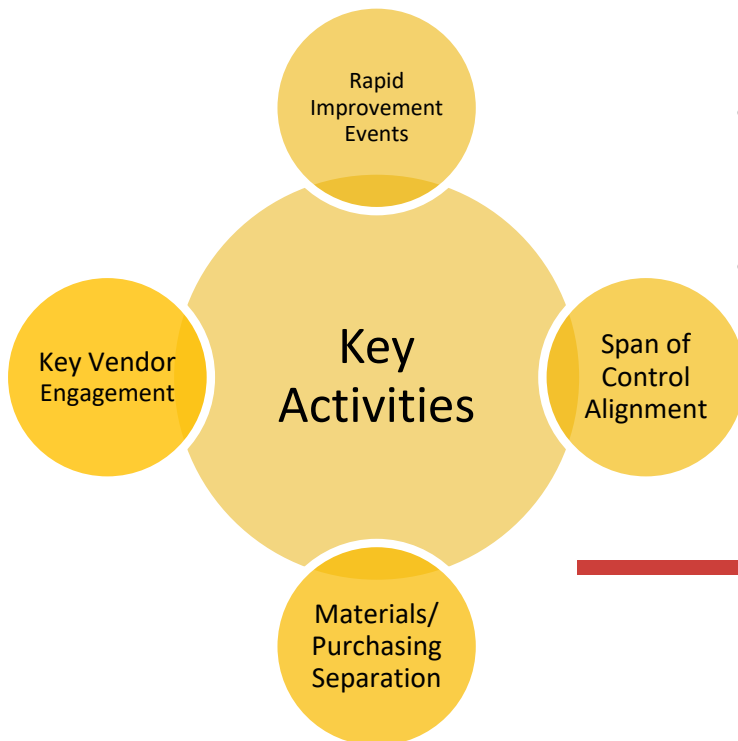 Rapid
Improvement
Events
Key Vendor
Engagement
Key
Activities
Span of
Control
Alignment
Materials/
Purchasing
Separation